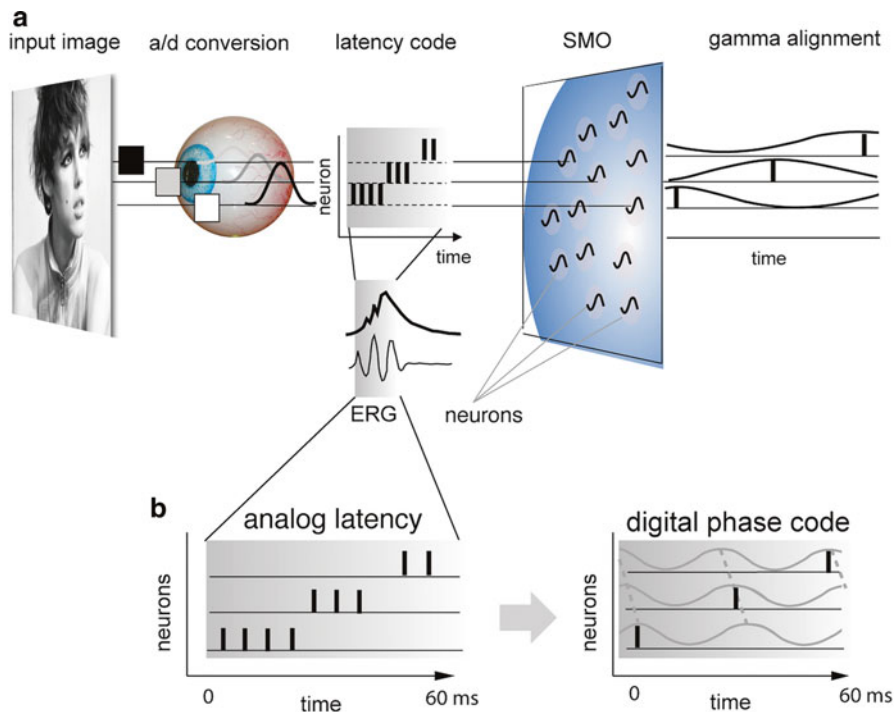 a
input image
a/d conversion
latency code
SMO
gamma alignment
neuron
time
time
ERG
neurons
b
analog latency
digital phase code
neurons
neurons
0
time
60 ms
0
time
60 ms